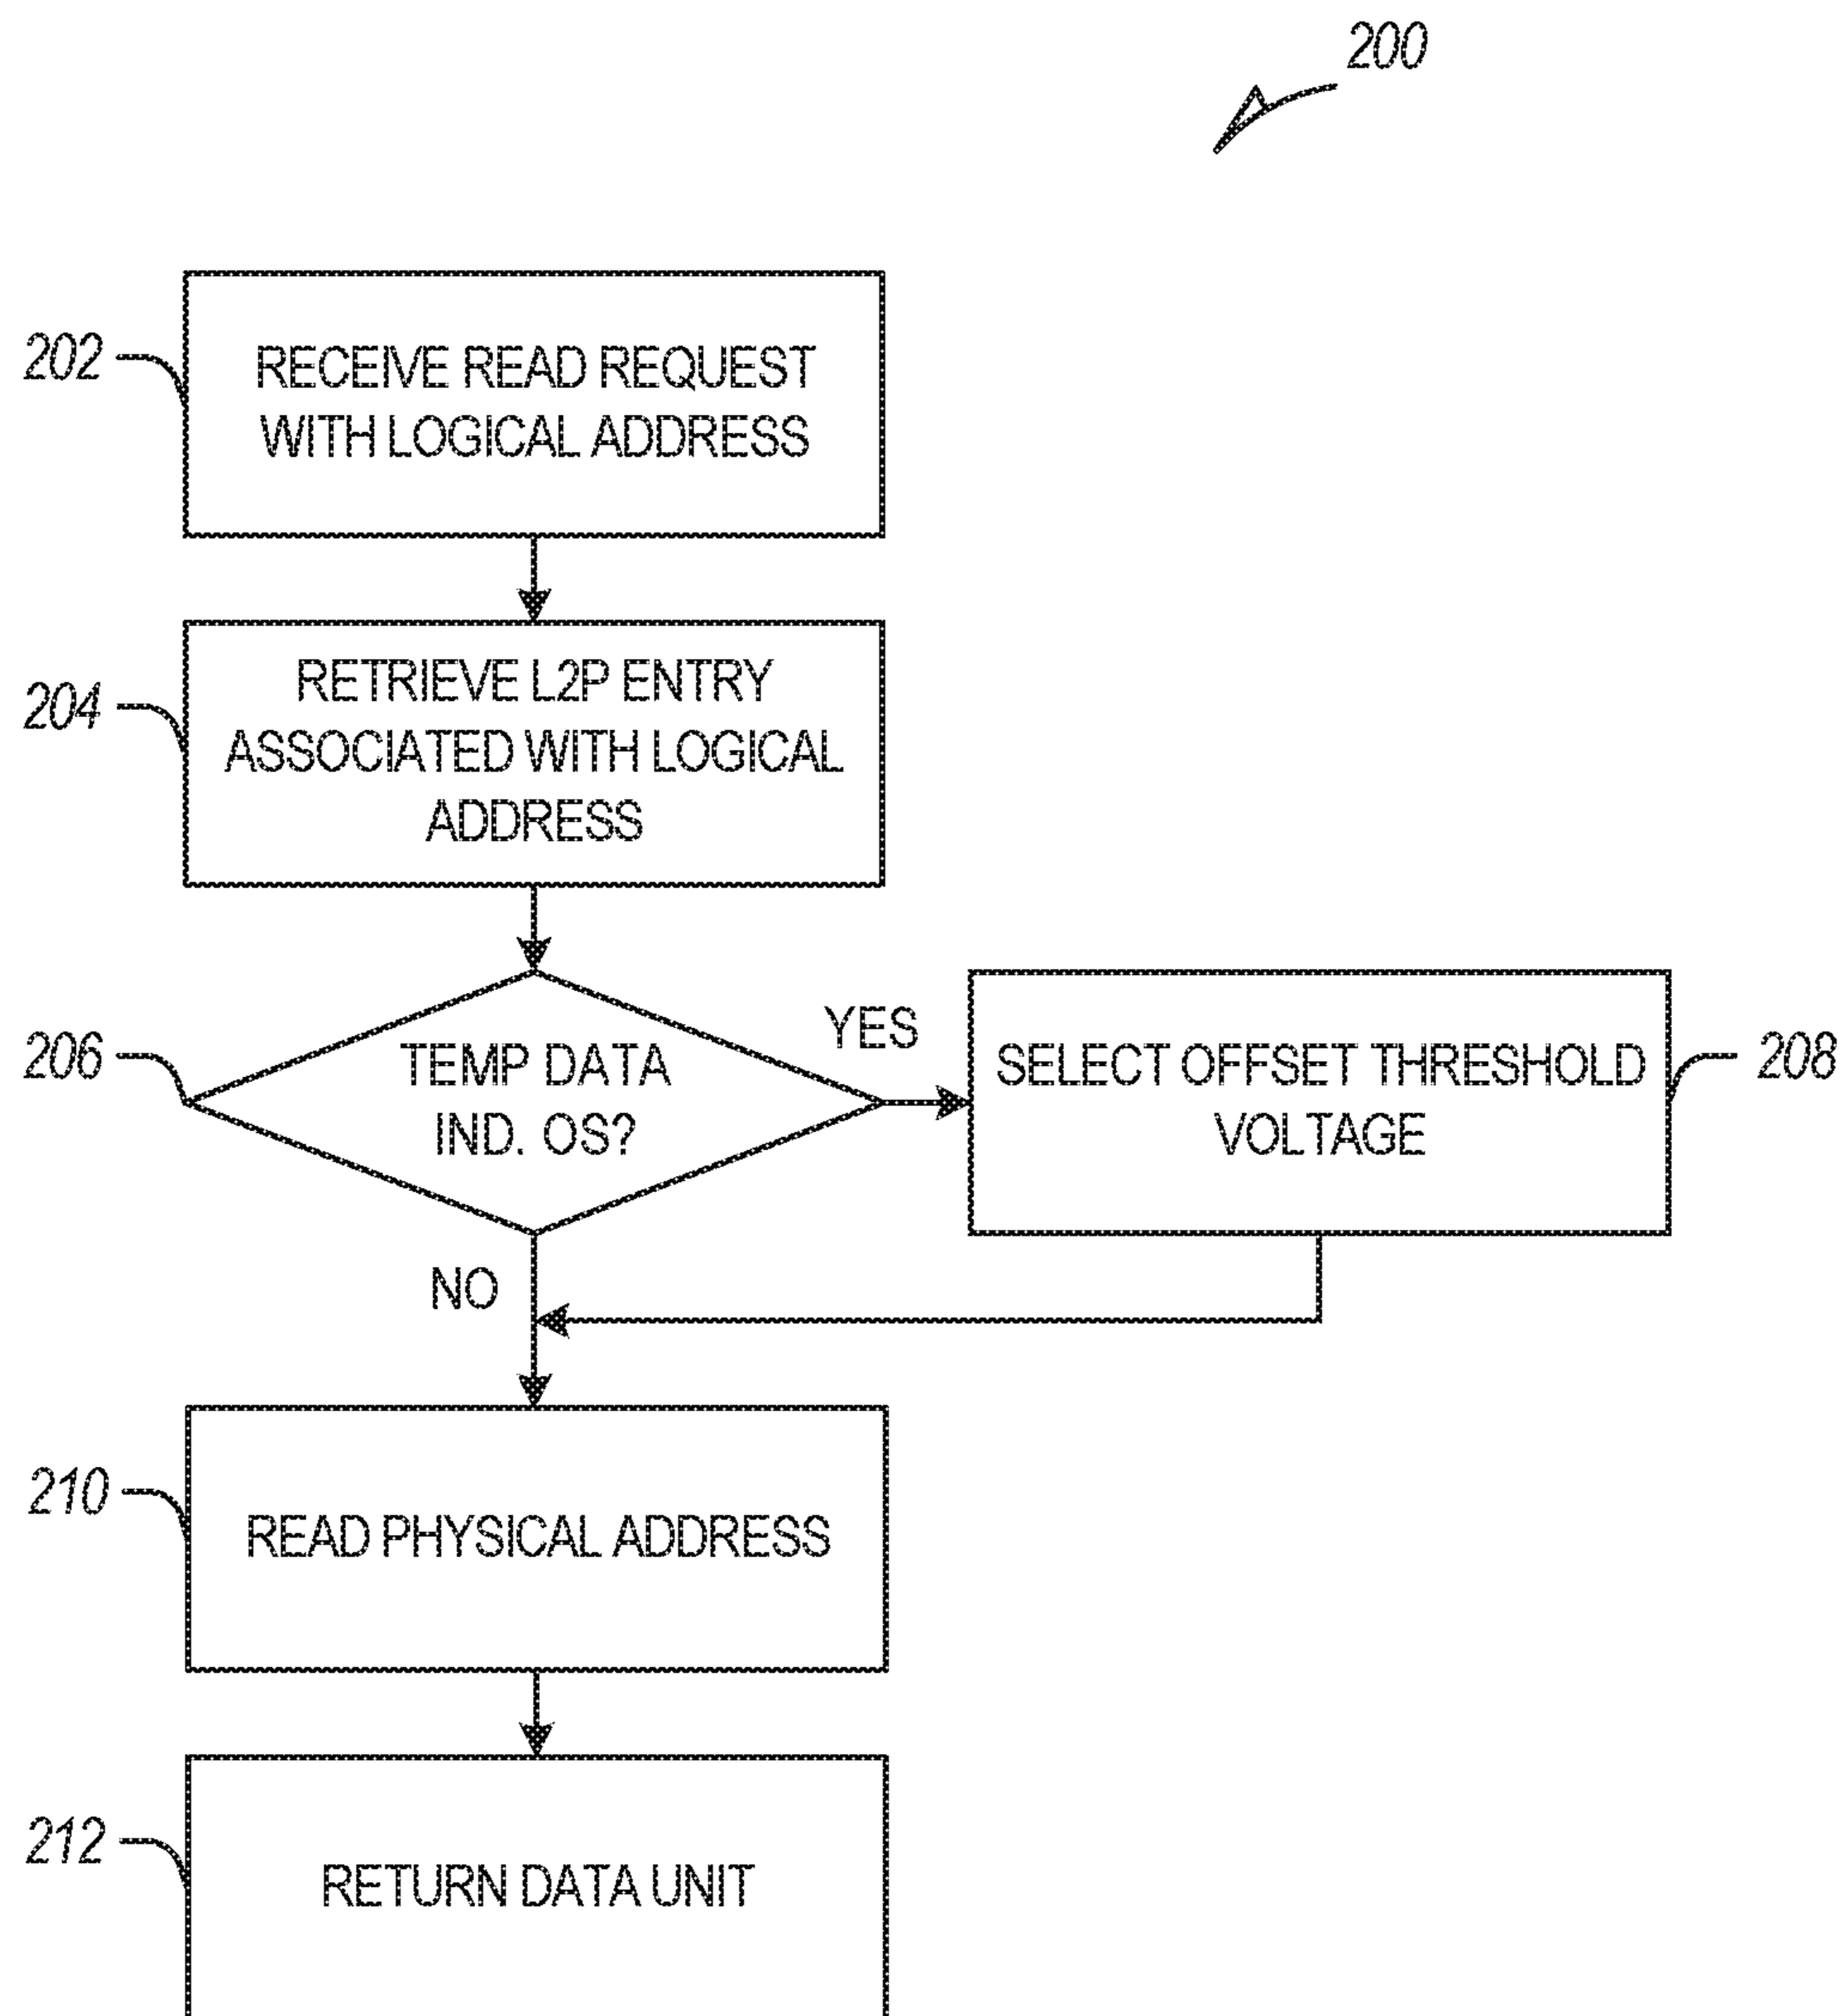 200
202
RECEIVE READ REQUEST
WITH LOGICAL ADDRESS
204
RETRIEVE L2P ENTRY
ASSOCIATED WITH LOGICAL
ADDRESS
206
TEMP DATA
IND. OS?
YES
SELECT OFFSET THRESHOLD
VOLTAGE
208
NO
210
READ PHYSICAL ADDRESS
212
RETURN DATA UNIT